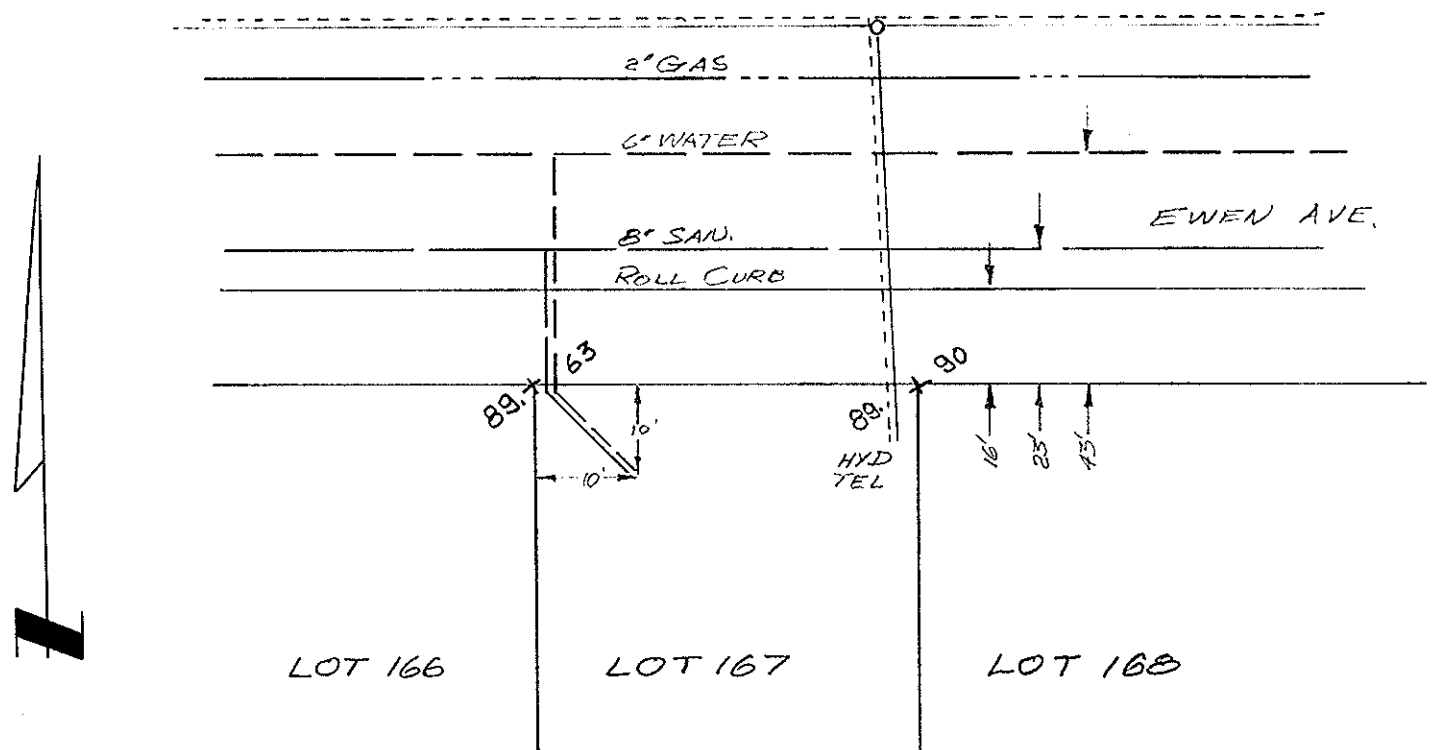 2" GAS
6" WATER
EWEN AVE.
8" SAN.
ROLL CURB
89.63
89.90
10'
10'
HYD
TEL
16'
23'
43'
LOT 166
LOT 167
LOT 168